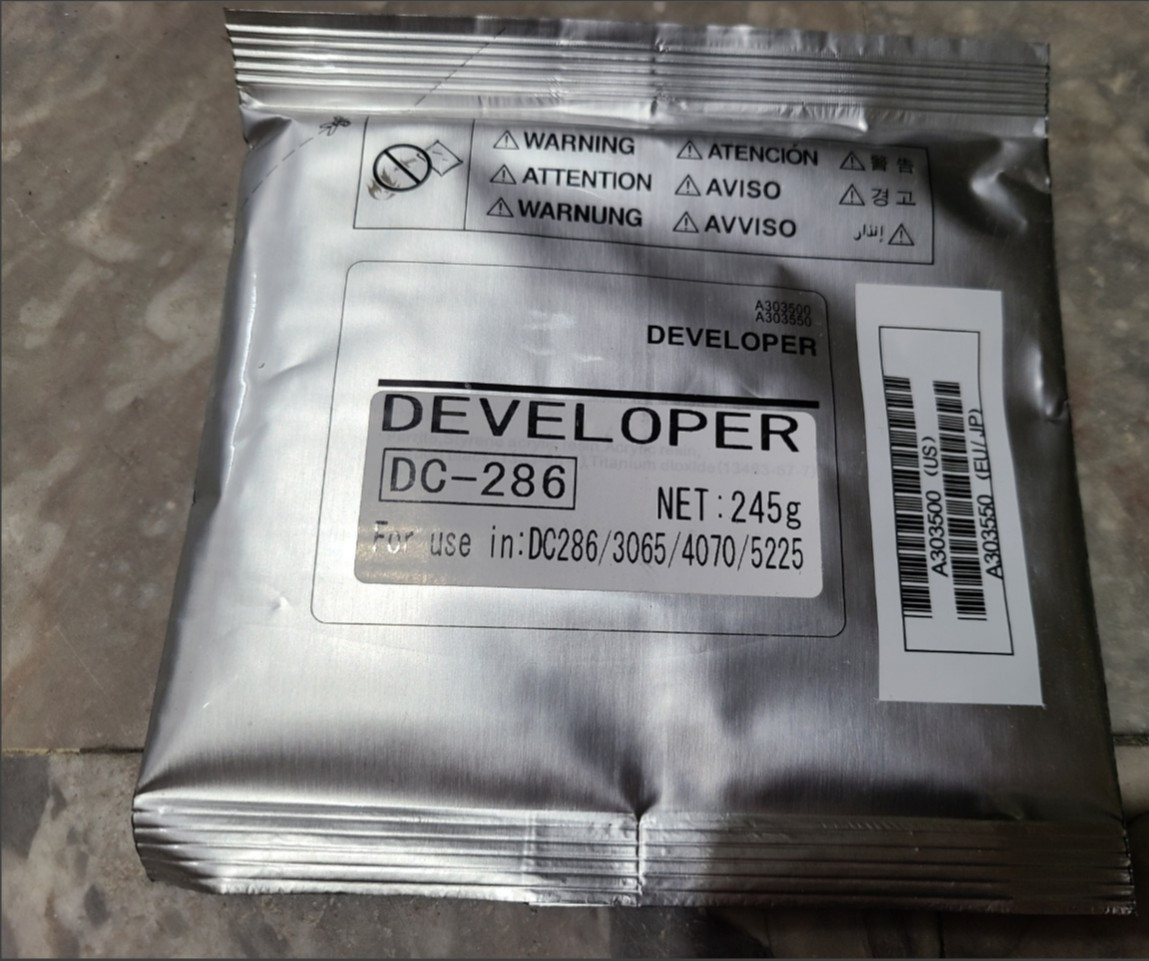 ⚠WARNING ⚠ATENCIÓN ⚠警告
⚠ATTENTION ⚠AVISO ⚠경고
⚠WARNUNG ⚠AVVISO إنذار⚠
A303500
A303550
DEVELOPER
DEVELOPER
DC-286
NET:245g
For use in:DC286/3065/4070/5225
A303500 (US)
A303550 (EU/JP)